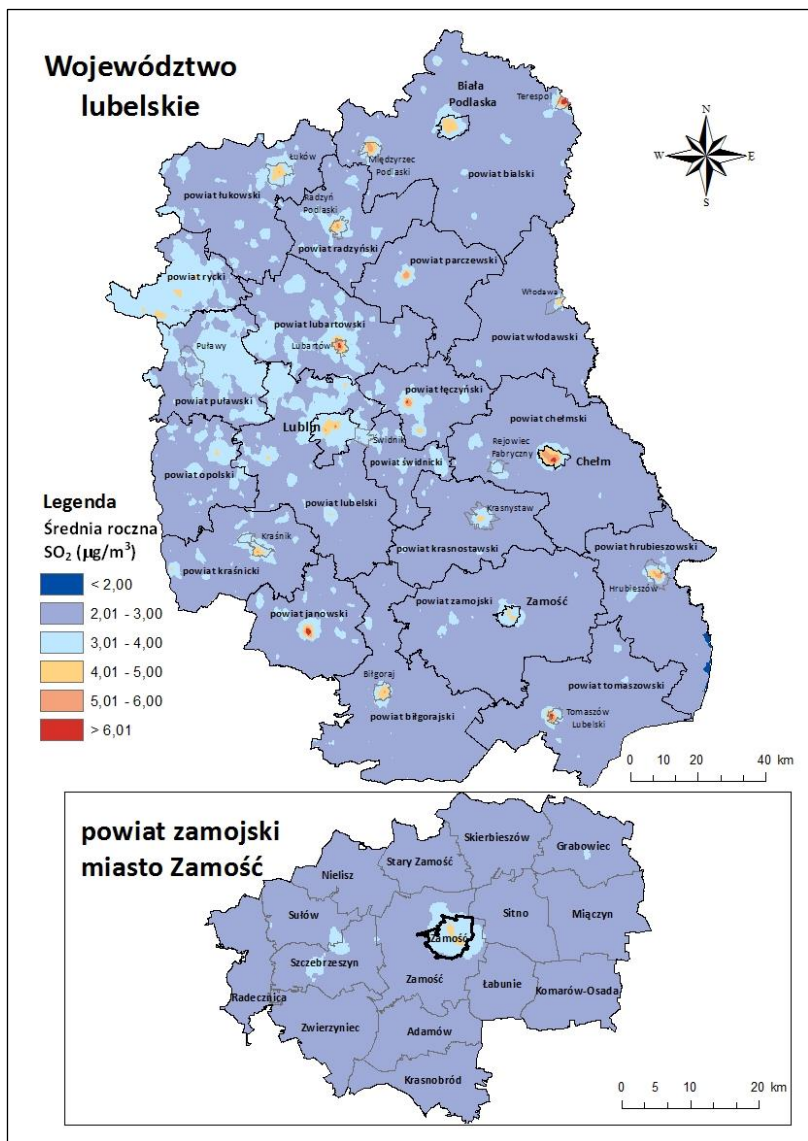 Województwo
lubelskie
Biała
Podlaska
Terespol
N
W
E
S
Łuków
Międzyrzec
Podlaski
powiat łukowski
powiat bialski
Radzyń
Podlaski
powiat radzyński
powiat parczewski
powiat rycki
Włodawa
powiat lubartowski
powiat włodawski
Puławy
Lubartów
powiat puławski
powiat łęczyński
powiat chełmski
Lublin
Świdnik
Rejowiec
Fabryczny
Chełm
powiat opolski
powiat świdnicki
Legenda
Średnia roczna
SO₂ (µg/m³)
< 2,00
2,01 - 3,00
3,01 - 4,00
4,01 - 5,00
5,01 - 6,00
> 6,01
powiat lubelski
Krasnystaw
Kraśnik
powiat kraśnicki
powiat krasnostawski
powiat hrubieszowski
Hrubieszów
powiat janowski
powiat zamojski
Zamość
Biłgoraj
powiat biłgorajski
powiat tomaszowski
Tomaszów
Lubelski
0 10 20 40 km
powiat zamojski
miasto Zamość
Skierbieszów
Grabowiec
Stary Zamość
Nielisz
Sułów
Sitno
Miączyn
Zamość
Szczebrzeszyn
Zamość
Łabunie
Komarów-Osada
Radecznica
Zwierzyniec
Adamów
Krasnobród
0 5 10 20 km